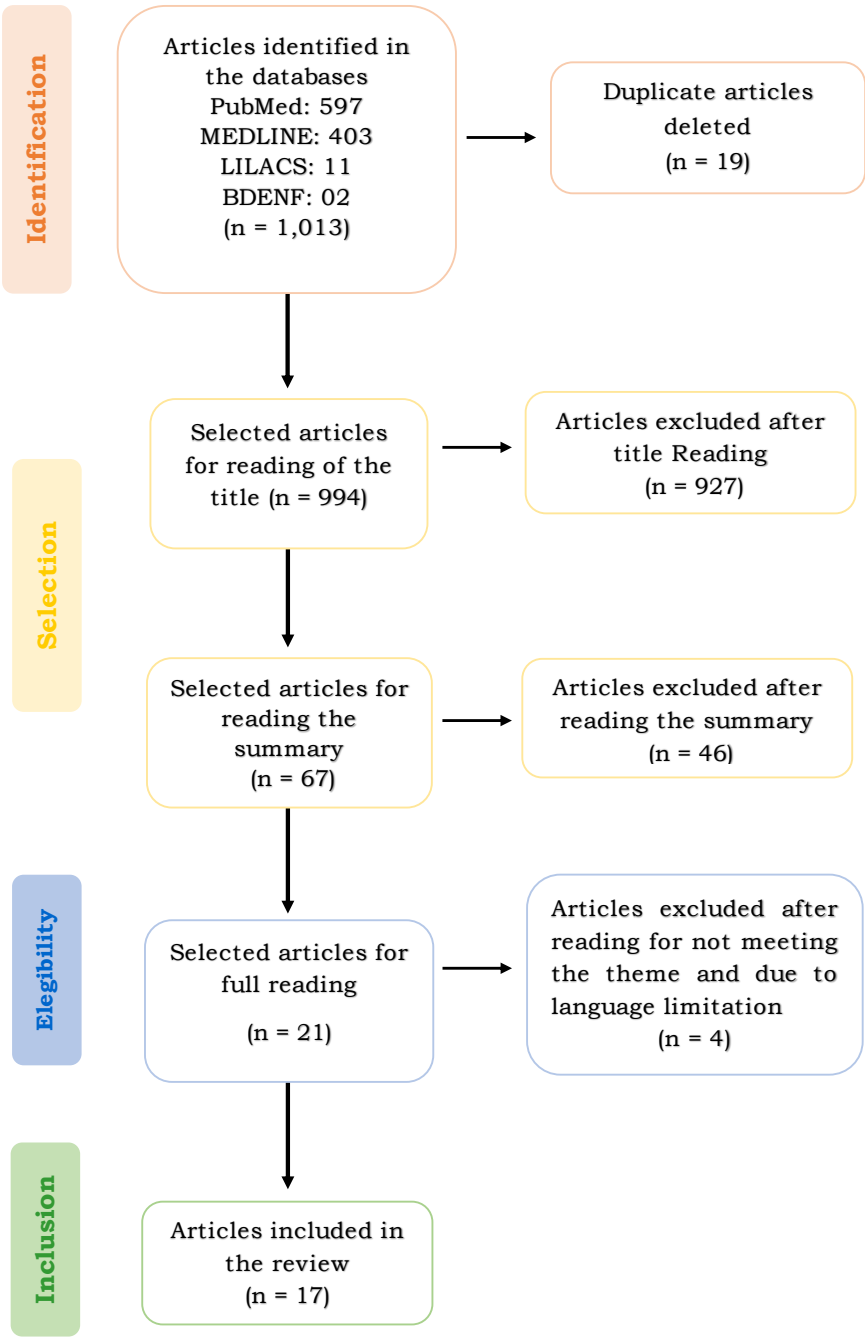 Identification
Articles identified in
the databases
PubMed: 597
MEDLINE: 403
LILACS: 11
BDENF: 02
(n = 1,013)
Duplicate articles
deleted
(n = 19)
Selection
Selected articles
for reading of the
title (n = 994)
Articles excluded after
title Reading
(n = 927)
Selected articles for
reading the
summary
(n = 67)
Articles excluded after
reading the summary
(n = 46)
Elegibility
Selected articles for
full reading
(n = 21)
Articles excluded after
reading for not meeting
the theme and due to
language limitation
(n = 4)
Inclusion
Articles included in
the review
(n = 17)